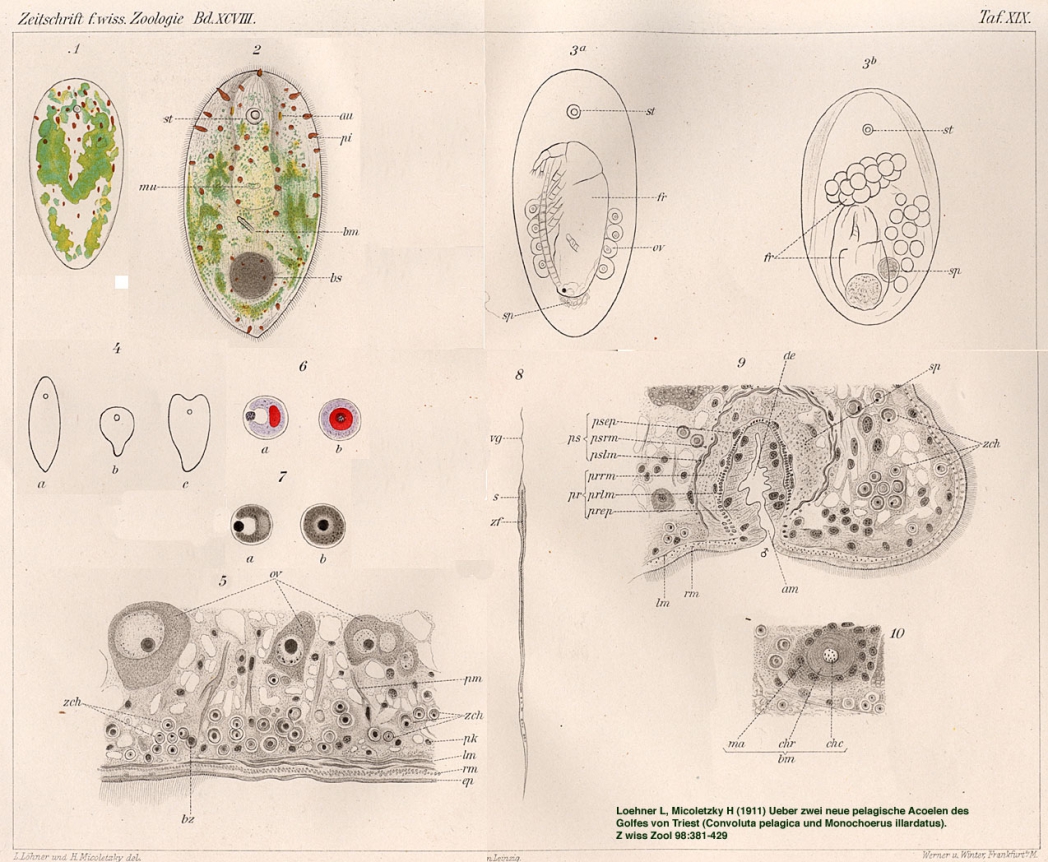 Zeitschrift f. wiss. Zoologie Bd. XCVIII.
Taf. XIX.
1
2
3a
3b
st
au
pi
mu
bm
bs
st
fr
ov
sp
st
fr
sp
4
a
b
c
6
a
b
7
a
b
5
ov
zch
pm
zch
pk
lm
rm
ep
bz
8
vg
s
zf
9
de
sp
zch
psep
ps psrm
pslm
prrm
pr prlm
prep
lm
rm
♂
am
10
ma
chr
chc
bm
Loehner L, Micoletzky H (1911) Ueber zwei neue pelagische Acoelen des
Golfes von Triest (Convoluta pelagica und Monochoerus illardatus).
Z wiss Zool 98:381-429
L. Löhner und H. Micoletzky del.
n Leipzig.
Werner u. Winter, Frankfurt a/M.